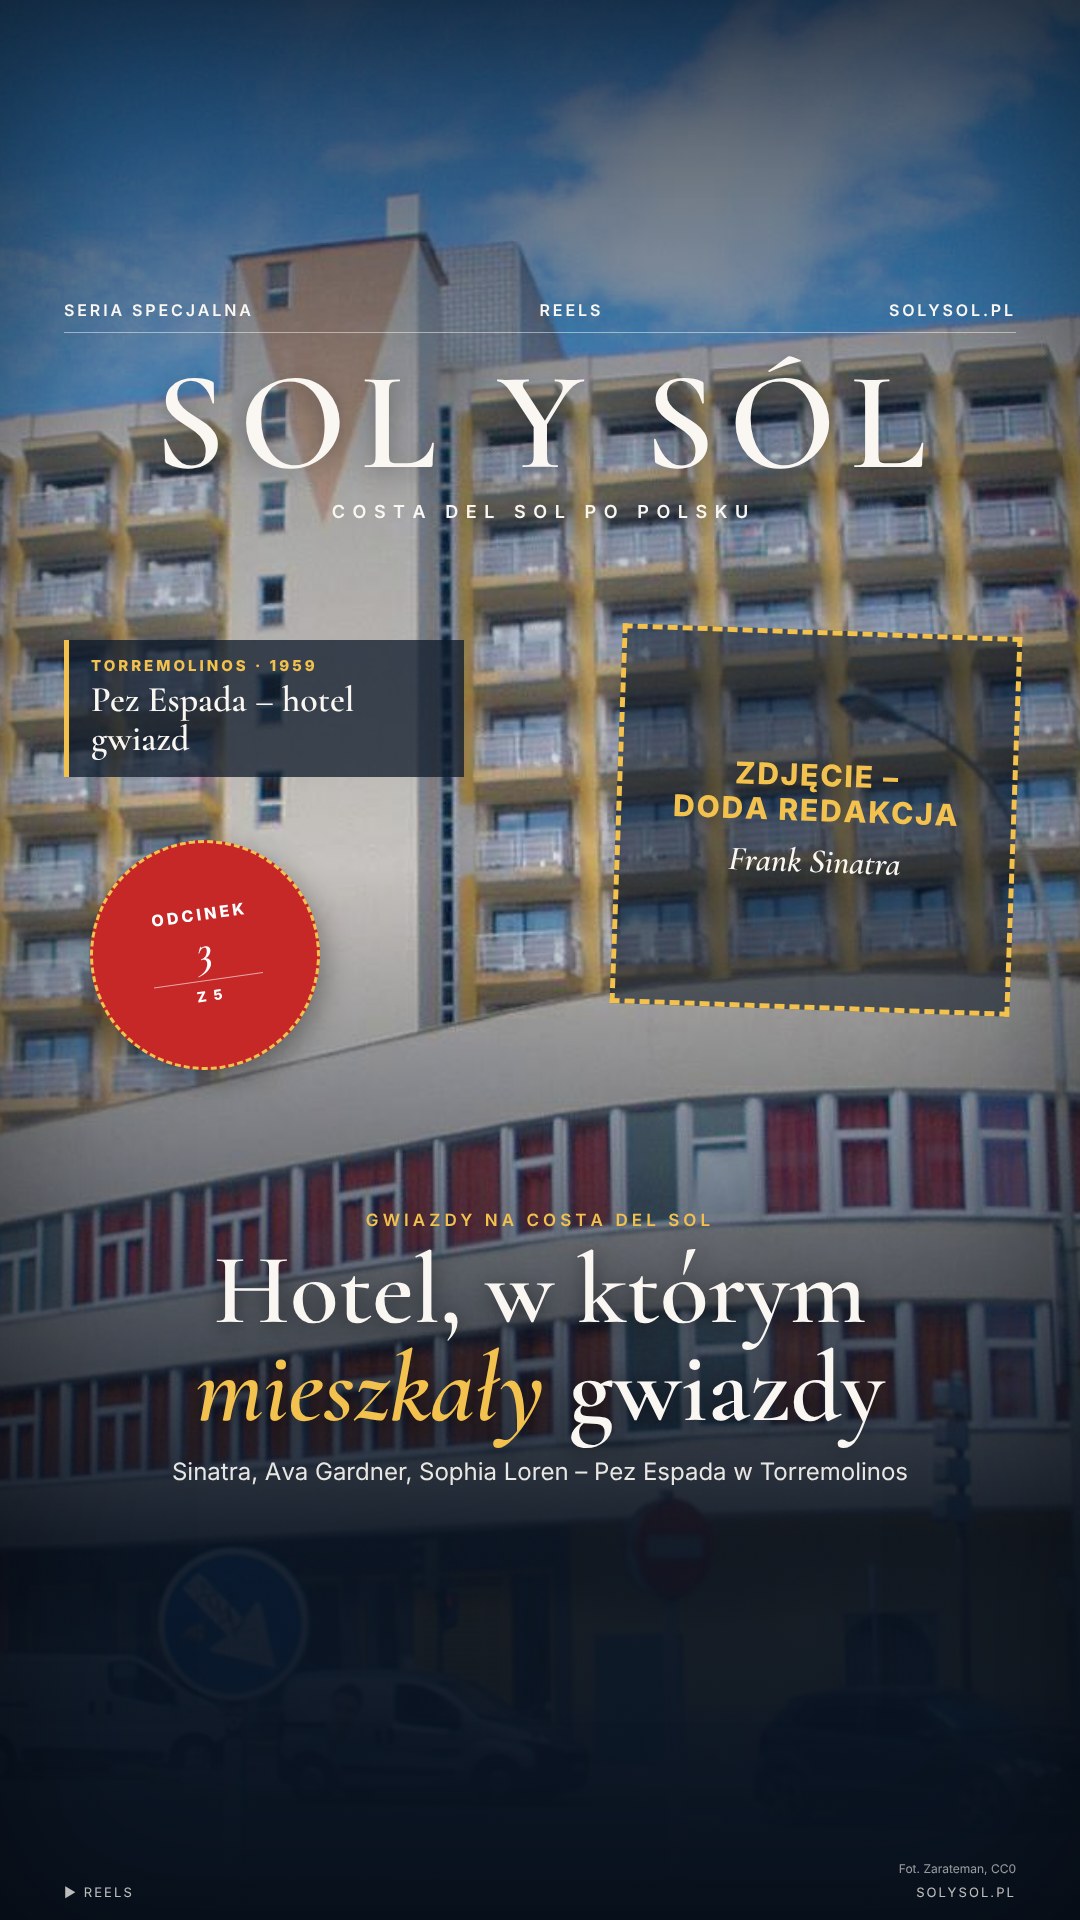 SERIA SPECJALNA
REELS
SOLYSOL.PL
SOL Y SÓL
COSTA DEL SOL PO POLSKU
TORREMOLINOS · 1959
Pez Espada – hotel
gwiazd
ZDJĘCIE –
DODA REDAKCJA
Frank Sinatra
ODCINEK
3
Z 5
GWIAZDY NA COSTA DEL SOL
Hotel, w którym
mieszkały gwiazdy
Sinatra, Ava Gardner, Sophia Loren – Pez Espada w Torremolinos
Fot. Zarateman, CC0
▶ REELS
SOLYSOL.PL